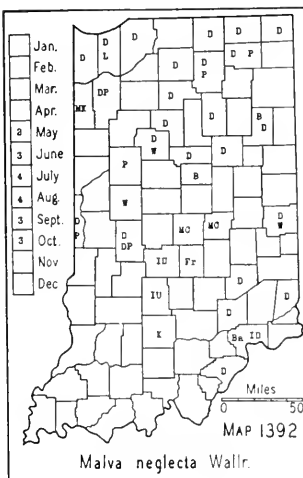 Jan.
Feb.
Mar.
Apr.
2 May
3 June
4 July
4 Aug.
3 Sept.
3 Oct.
Nov
Dec
D D D D D D
D L D D P
D P
MK DP D
D D B D
D W D D
P B
W
D P D DP MC MC D W
IU Fr
IU D D
D
K Ba ID
D
Miles
0 50
MAP 1392
Malva neglecta Wallr.